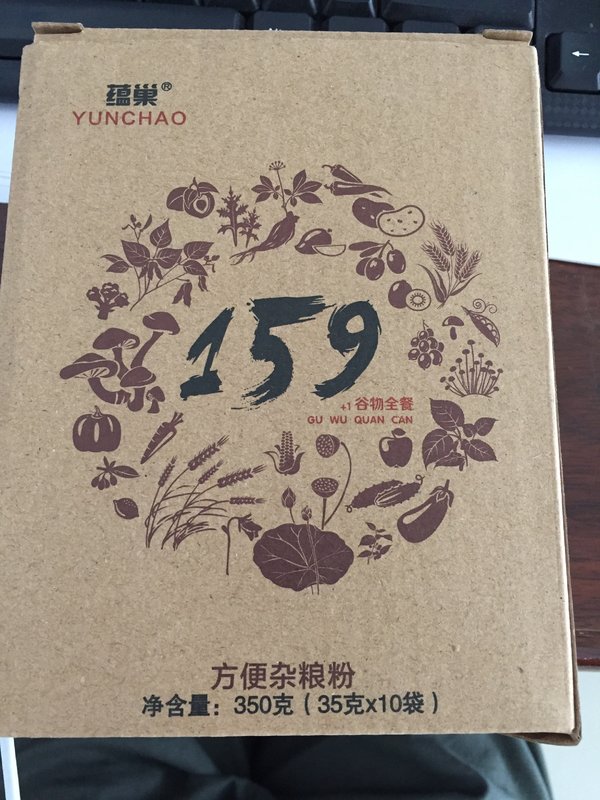 蕴巢®
YUNCHAO
159
+1 谷物全餐
GU WU QUAN CAN
方便杂粮粉
净含量：350克（35克x10袋）